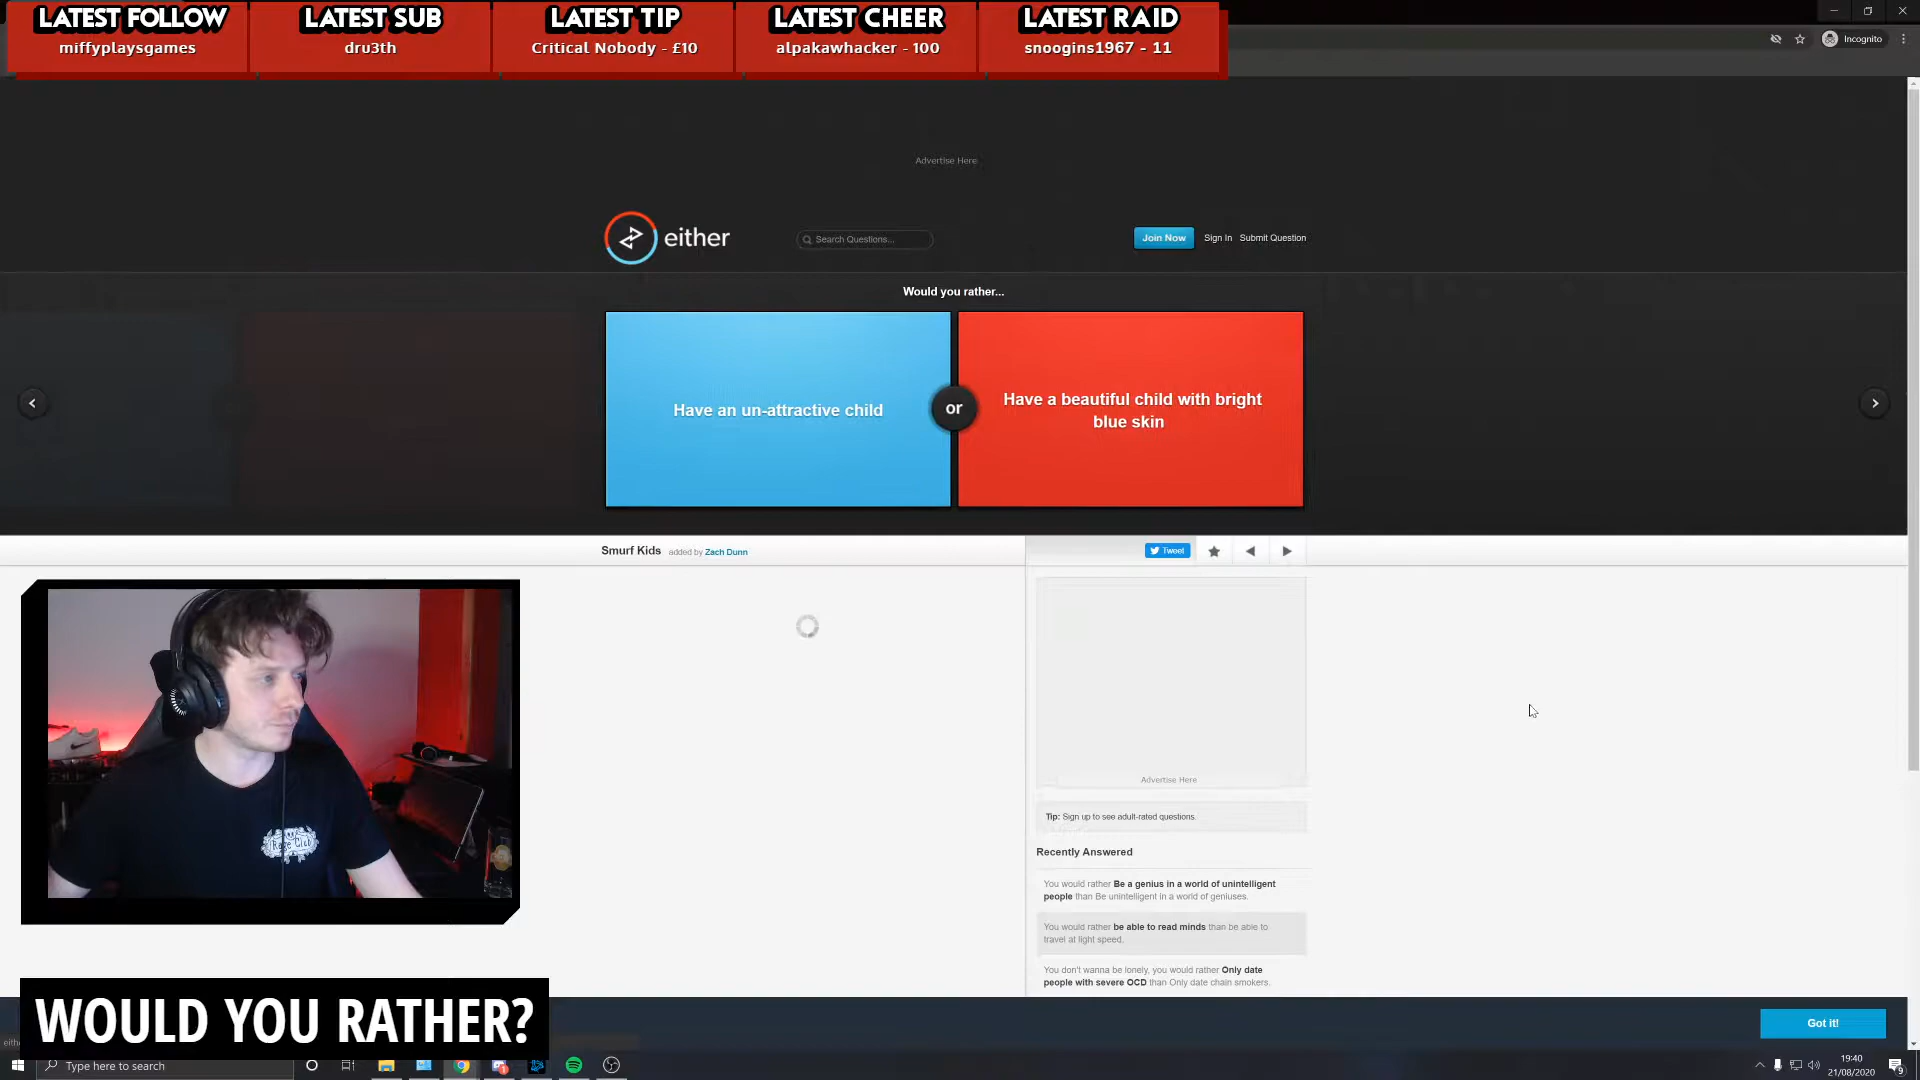 LATEST FOLLOW
miffyplaysgames
LATEST SUB
dru3th
LATEST TIP
Critical Nobody - £10
LATEST CHEER
alpakawhacker - 100
LATEST RAID
snoogins1967 - 11
Incognito
Advertise Here
either
Search Questions...
Join Now
Sign In
Submit Question
Would you rather...
Have an un-attractive child
or
Have a beautiful child with bright
blue skin
Smurf Kids
added by Zach Dunn
Tweet
Advertise Here
Tip: Sign up to see adult-rated questions.
Recently Answered
You would rather Be a genius in a world of unintelligent
people than Be unintelligent in a world of geniuses.
You would rather be able to read minds than be able to
travel at light speed.
You don't wanna be lonely, you would rather Only date
people with severe OCD than Only date chain smokers.
Rage Club
WOULD YOU RATHER?
Got it!
Type here to search
19:40
21/08/2020